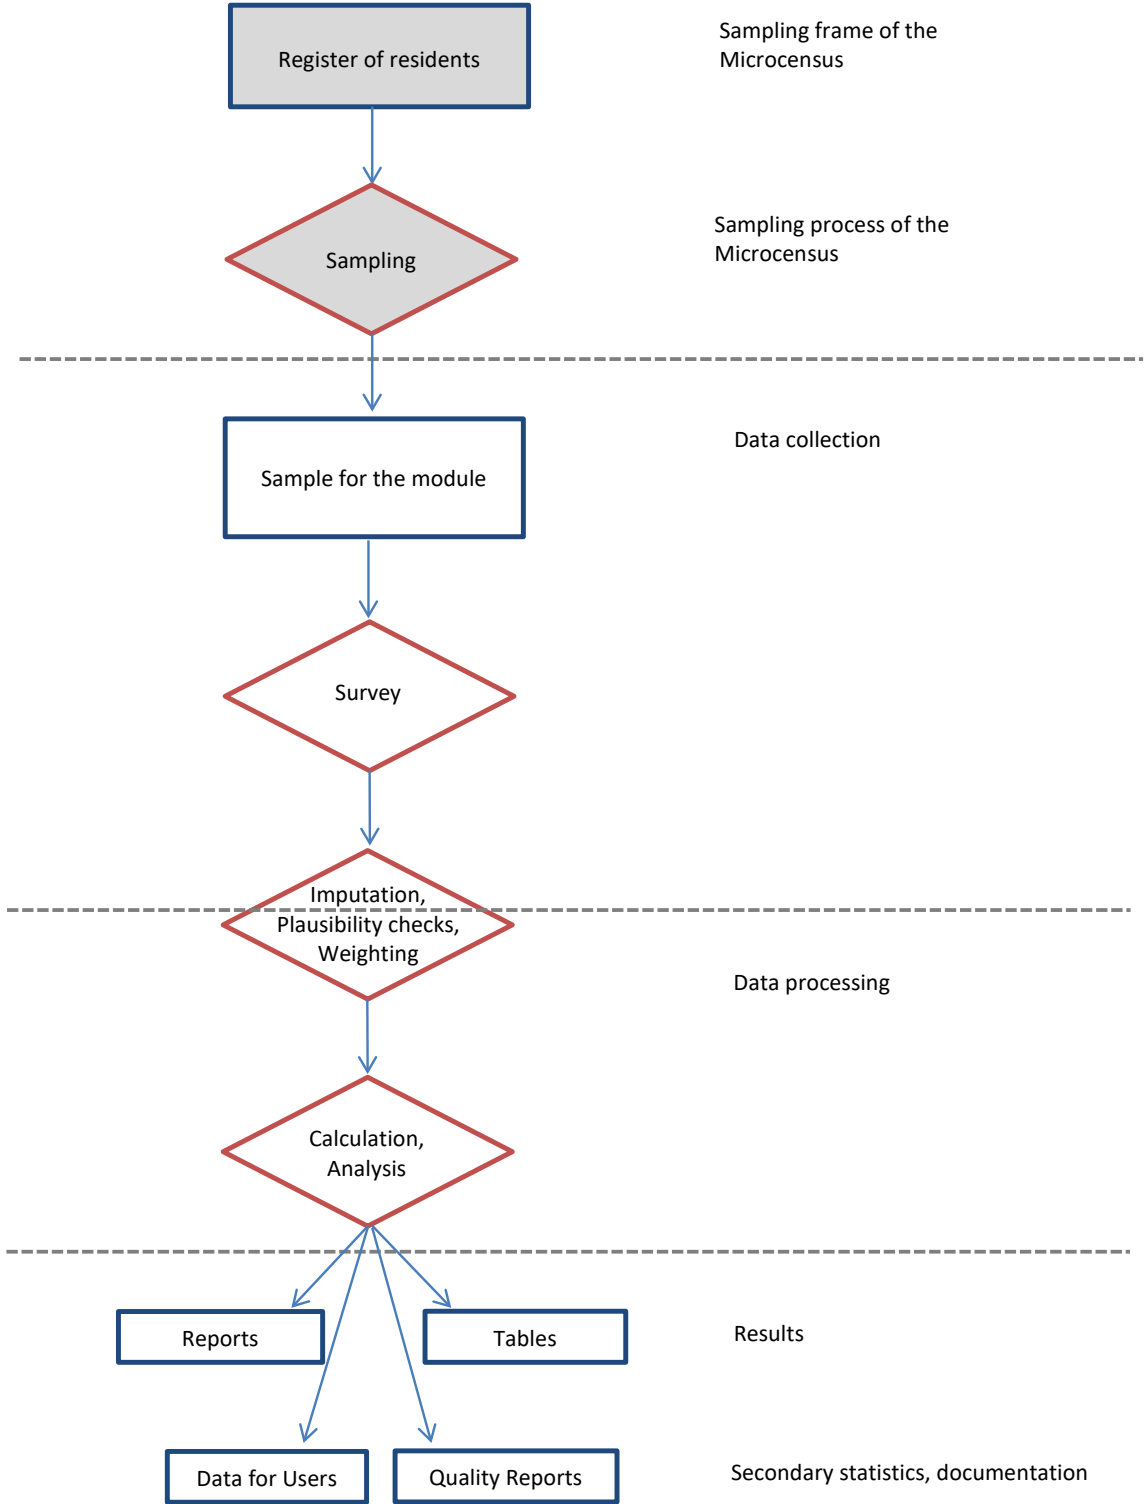 Register of residents
Sampling frame of the
Microcensus
Sampling
Sampling process of the
Microcensus
Data collection
Sample for the module
Survey
Imputation,
Plausibility checks,
Weighting
Data processing
Calculation,
Analysis
Reports
Tables
Results
Data for Users
Quality Reports
Secondary statistics, documentation